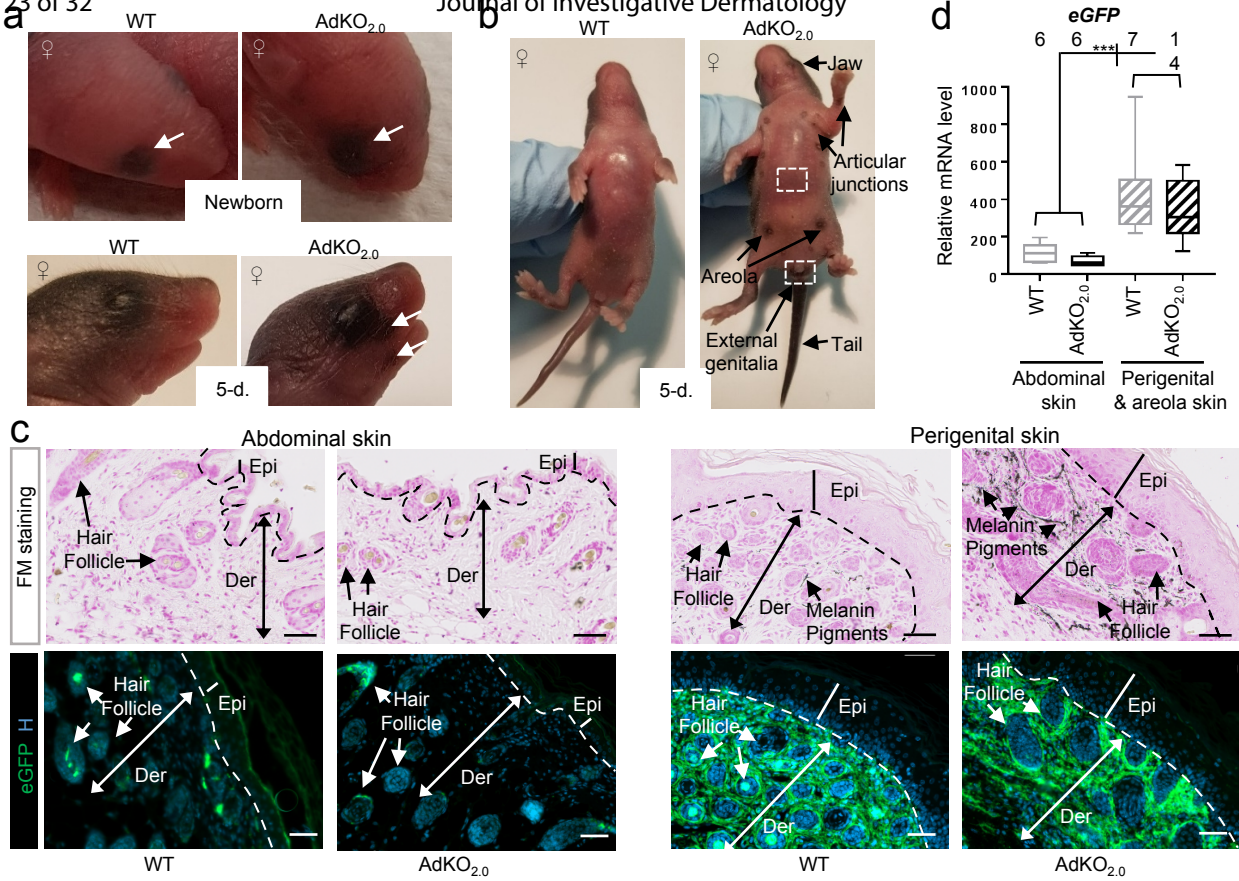 23 of 32
Journal of Investigative Dermatology
a
WT
AdKO2.0
♀
♀
Newborn
WT
AdKO2.0
♀
♀
5-d.
b
WT
AdKO2.0
♀
♀
Jaw
Articular
junctions
Areola
External
genitalia
Tail
5-d.
d
eGFP
6 6 7 1
4
***
Relative mRNA level
1000
800
600
400
200
0
WT
AdKO2.0
WT
AdKO2.0
Abdominal
skin
Perigenital
& areola skin
c
Abdominal skin
Perigenital skin
FM staining
Epi
Hair
Follicle
Der
Epi
Der
Hair
Follicle
Epi
Hair
Follicle
Der
Melanin
Pigments
Epi
Melanin
Pigments
Der
Hair
Follicle
eGFP H
Hair
Follicle
Epi
Der
Hair
Follicle
Epi
Der
Hair
Follicle
Epi
Der
Hair
Follicle
Epi
Der
WT
AdKO2.0
WT
AdKO2.0